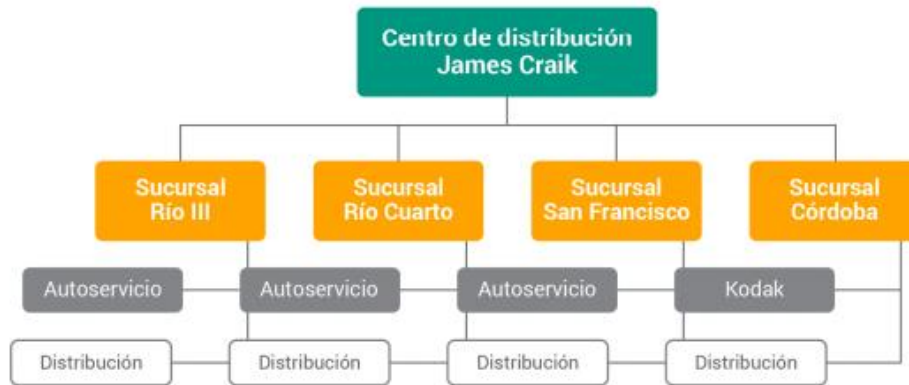 Centro de distribución
James Craik
Sucursal
Río III
Sucursal
Río Cuarto
Sucursal
San Francisco
Sucursal
Córdoba
Autoservicio
Autoservicio
Autoservicio
Kodak
Distribución
Distribución
Distribución
Distribución